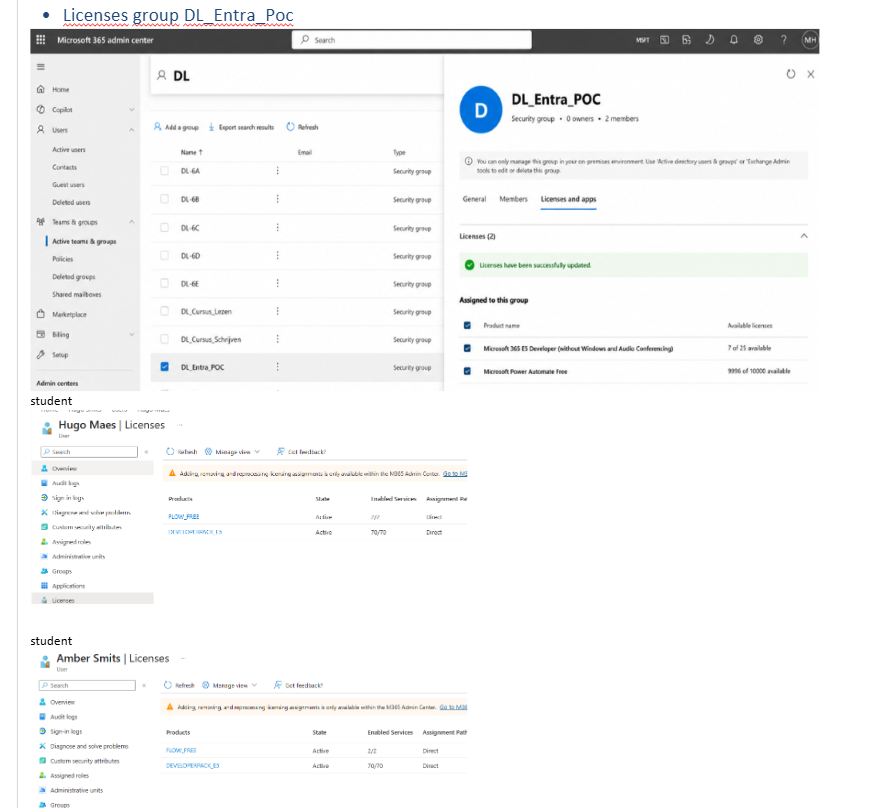 • Licenses group DL_Entra_Poc
Microsoft 365 admin center
Search
MSFT
MH
Home
Copilot
Users
Active users
Contacts
Guest users
Deleted users
Teams & groups
Active teams & groups
Policies
Deleted groups
Shared mailboxes
Marketplace
Billing
Setup
Admin centers
DL
Add a group Export search results Refresh
Name ↑ Email Type
DL-6A Security group
DL-6B Security group
DL-6C Security group
DL-6D Security group
DL-6E Security group
DL_Cursus_Lezen Security group
DL_Cursus_Schrijven Security group
DL_Entra_POC Security group
D
DL_Entra_POC
Security group • 0 owners • 2 members
You can only manage this group in your on-premises environment. Use 'Active directory users & groups' or 'Exchange Admin
tools to edit or delete this group.
General Members Licenses and apps
Licenses (2)
Licenses have been successfully updated.
Assigned to this group
Product name Available licenses
Microsoft 365 E5 Developer (without Windows and Audio Conferencing) 7 of 25 available
Microsoft Power Automate Free 9996 of 10000 available
student
Hugo Maes | Licenses ...
User
Search «
Overview
Audit logs
Sign-in logs
Diagnose and solve problems
Custom security attributes
Assigned roles
Administrative units
Groups
Applications
Licenses
Refresh Manage view Got feedback?
Adding, removing, and reprocessing licensing assignments is only available within the M365 Admin Center. Go to M3
Products State Enabled Services Assignment Pat
FLOW_FREE Active 2/2 Direct
DEVELOPERPACK_E5 Active 70/70 Direct
student
Amber Smits | Licenses ...
User
Search «
Overview
Audit logs
Sign-in logs
Diagnose and solve problems
Custom security attributes
Assigned roles
Administrative units
Groups
Refresh Manage view Got feedback?
Adding, removing, and reprocessing licensing assignments is only available within the M365 Admin Center. Go to M36
Products State Enabled Services Assignment Path
FLOW_FREE Active 2/2 Direct
DEVELOPERPACK_E5 Active 70/70 Direct